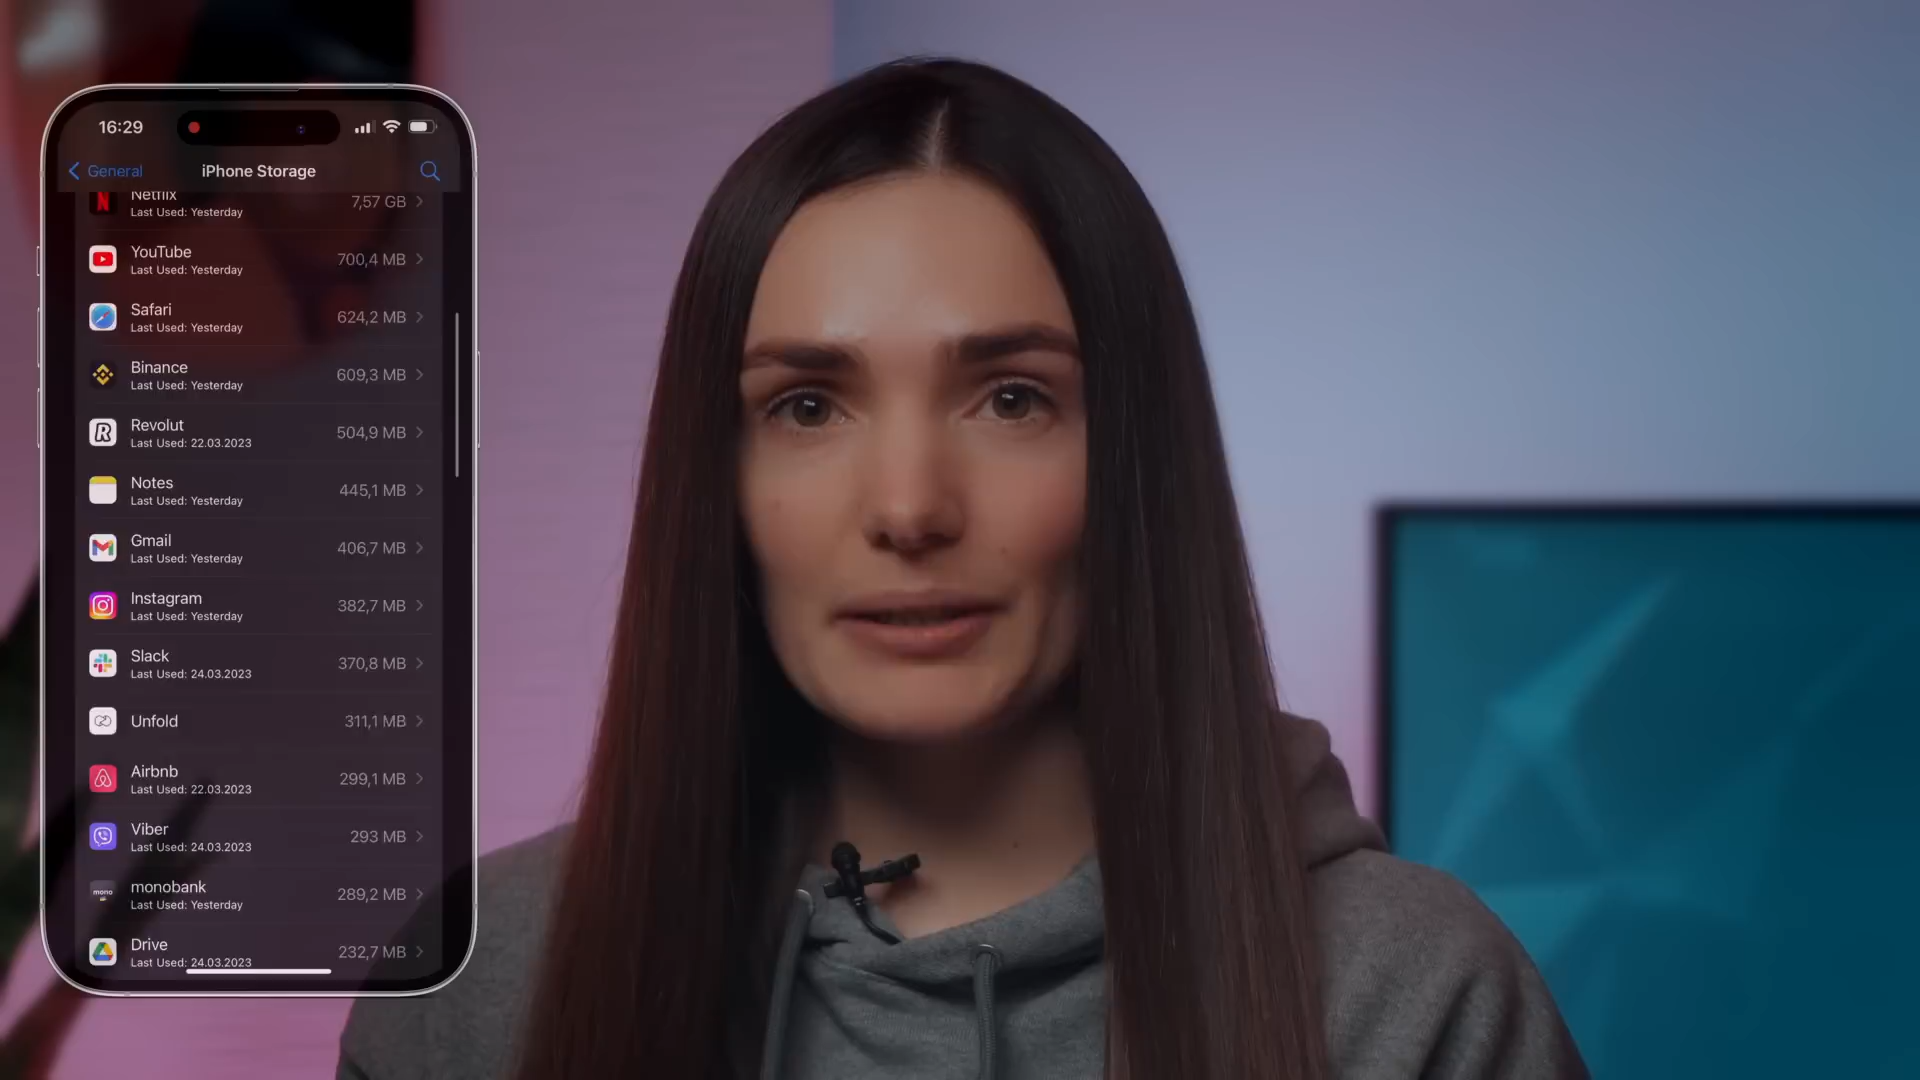 16:29
General
iPhone Storage
Netflix
7,57 GB
Last Used: Yesterday
YouTube
700,4 MB
Last Used: Yesterday
Safari
624,2 MB
Last Used: Yesterday
Binance
609,3 MB
Last Used: Yesterday
Revolut
504,9 MB
Last Used: 22.03.2023
Notes
445,1 MB
Last Used: Yesterday
Gmail
406,7 MB
Last Used: Yesterday
Instagram
382,7 MB
Last Used: Yesterday
Slack
370,8 MB
Last Used: 24.03.2023
Unfold
311,1 MB
Airbnb
299,1 MB
Last Used: 22.03.2023
Viber
293 MB
Last Used: 24.03.2023
mono
monobank
289,2 MB
Last Used: Yesterday
Drive
232,7 MB
Last Used: 24.03.2023